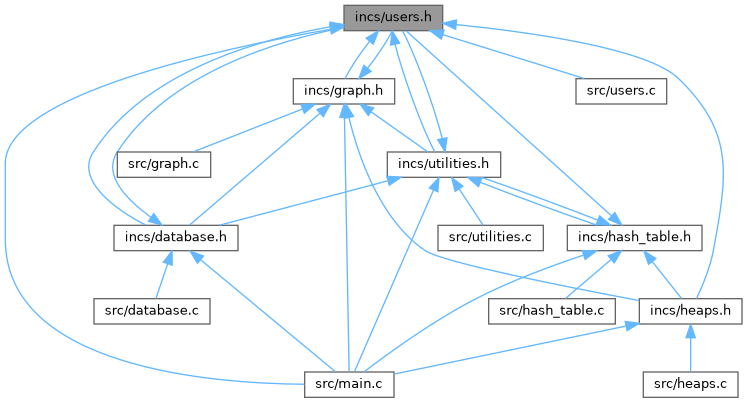 incs/users.h
incs/graph.h
src/users.c
src/graph.c
incs/utilities.h
incs/database.h
src/utilities.c
incs/hash_table.h
src/database.c
src/hash_table.c
incs/heaps.h
src/main.c
src/heaps.c